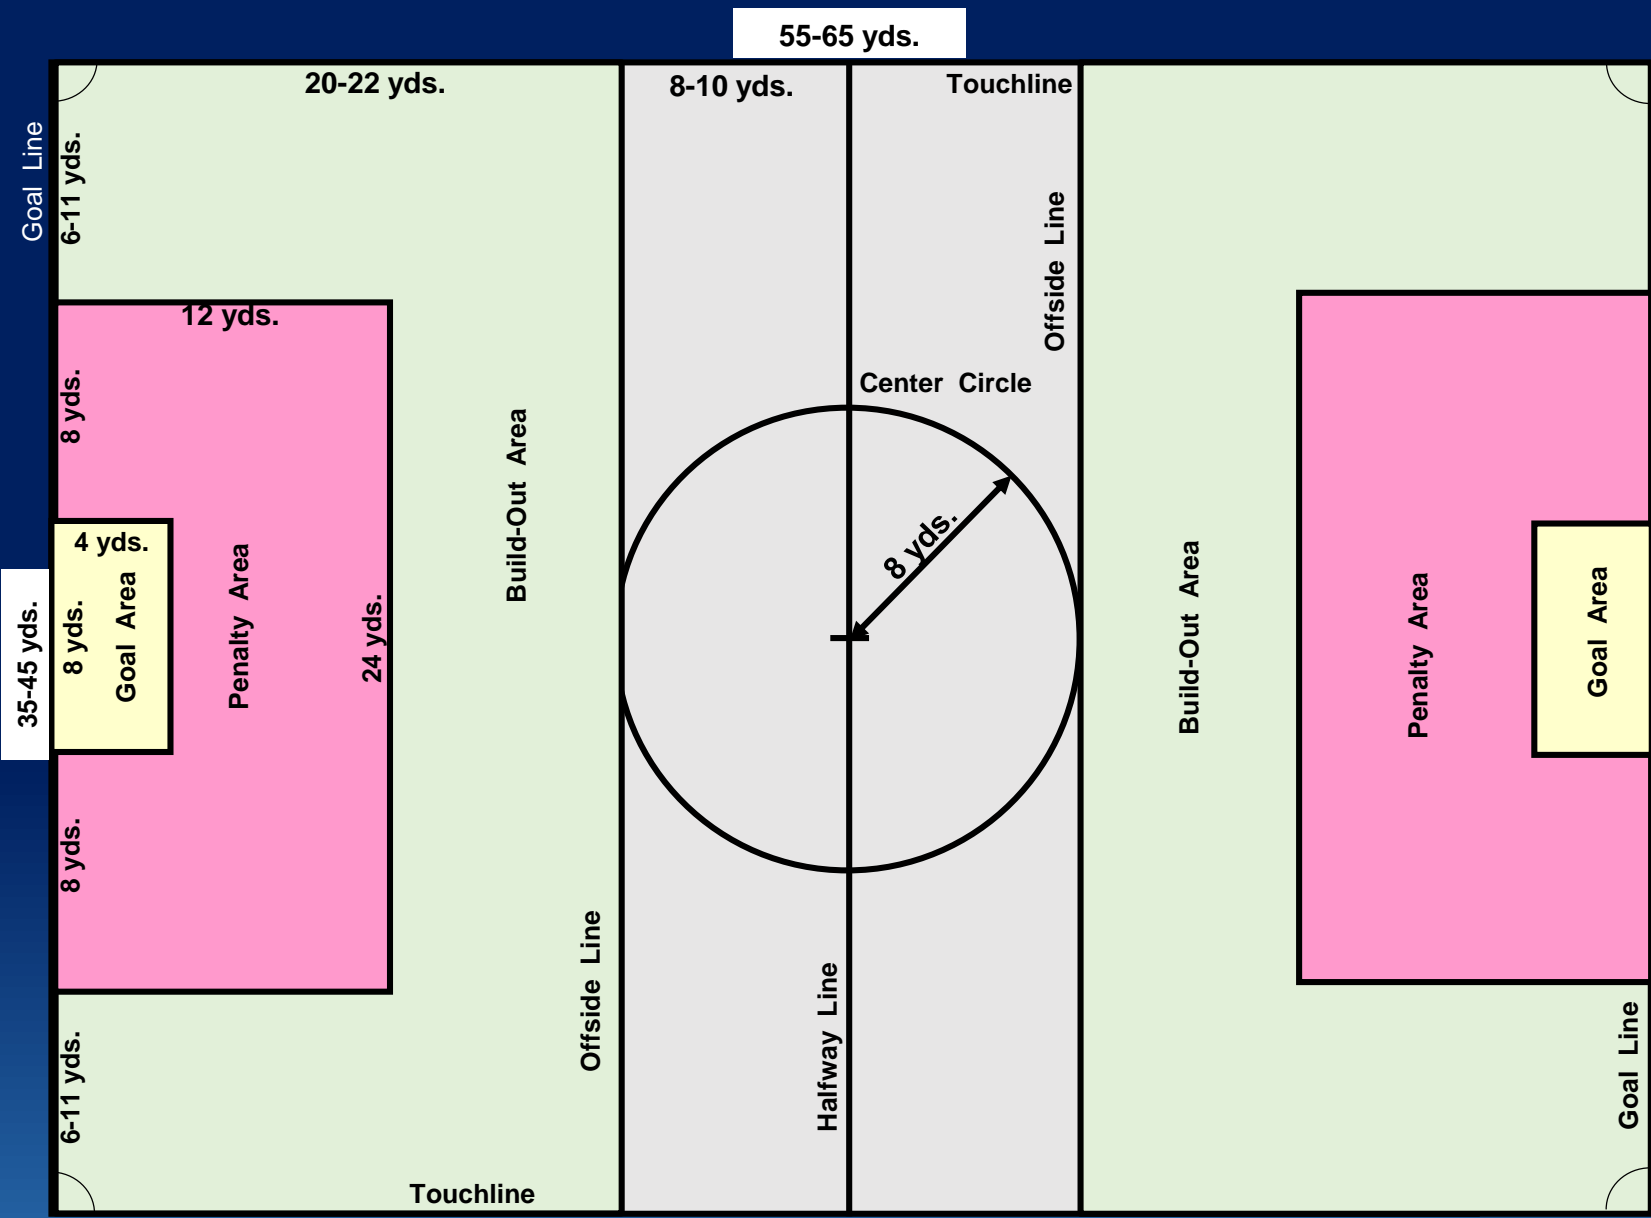 55-65 yds.
20-22 yds.
8-10 yds.
Touchline
Goal Line
6-11 yds.
Offside Line
12 yds.
8 yds.
Center Circle
Build-Out Area
4 yds.
8 yds.
Goal Area
Penalty Area
24 yds.
8 yds.
35-45 yds.
Build-Out Area
Penalty Area
Goal Area
8 yds.
Offside Line
Halfway Line
Goal Line
6-11 yds.
Touchline